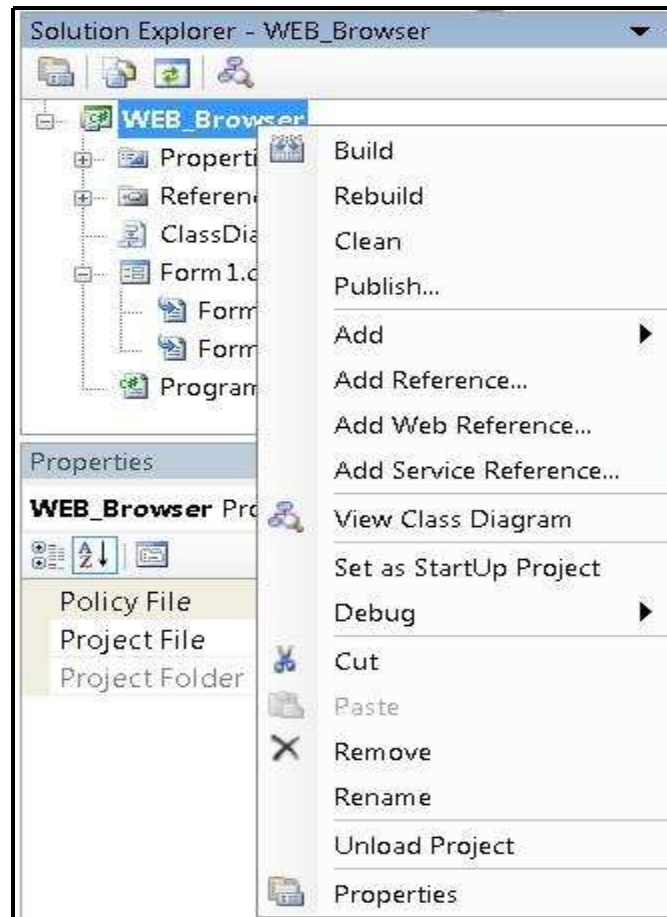 Solution Explorer - WEB_Browser
WEB_Browser
Properti
Referen
ClassDia
Form1.c
Form
Form
Program
Build
Rebuild
Clean
Publish...
Add
Add Reference...
Add Web Reference...
Add Service Reference...
View Class Diagram
Set as StartUp Project
Debug
Cut
Paste
Remove
Rename
Unload Project
Properties
Properties
WEB_Browser Pro
Policy File
Project File
Project Folder